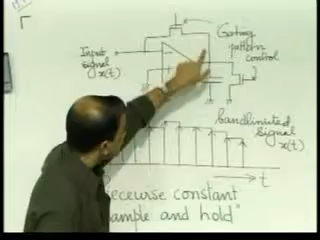 Gating
pattern
control
Input
signal
x(t)
bandlimited
signal
x(t)
t
Piecewise constant
"Sample and hold"